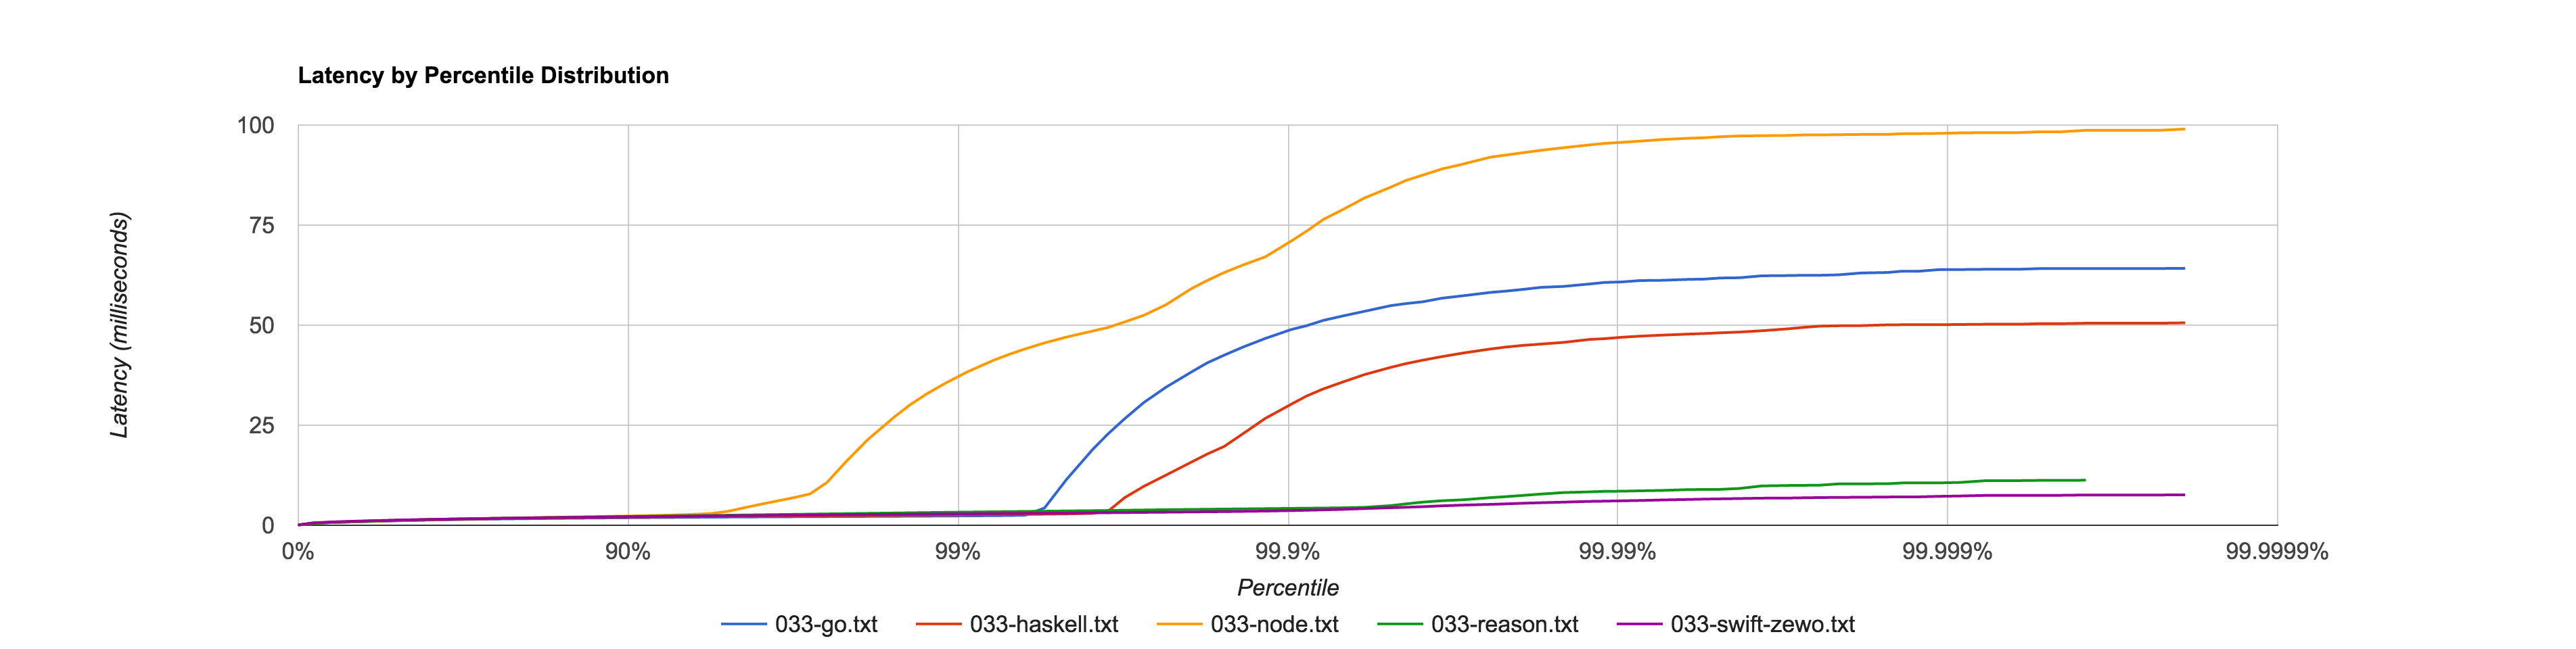 Latency by Percentile Distribution
Latency (milliseconds)
100
75
50
25
0
0% 90% 99% 99.9% 99.99% 99.999% 99.9999%
Percentile
033-go.txt 033-haskell.txt 033-node.txt 033-reason.txt 033-swift-zewo.txt